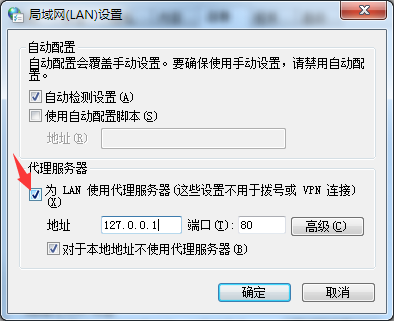 局域网(LAN)设置
自动配置
自动配置会覆盖手动设置。要确保使用手动设置，请禁用自动配
置。
自动检测设置(A)
使用自动配置脚本(S)
地址(R)
代理服务器
为 LAN 使用代理服务器(这些设置不用于拨号或 VPN 连接)
(X)
地址 127.0.0.1 端口(T): 80 高级(C)
对于本地地址不使用代理服务器(B)
确定 取消